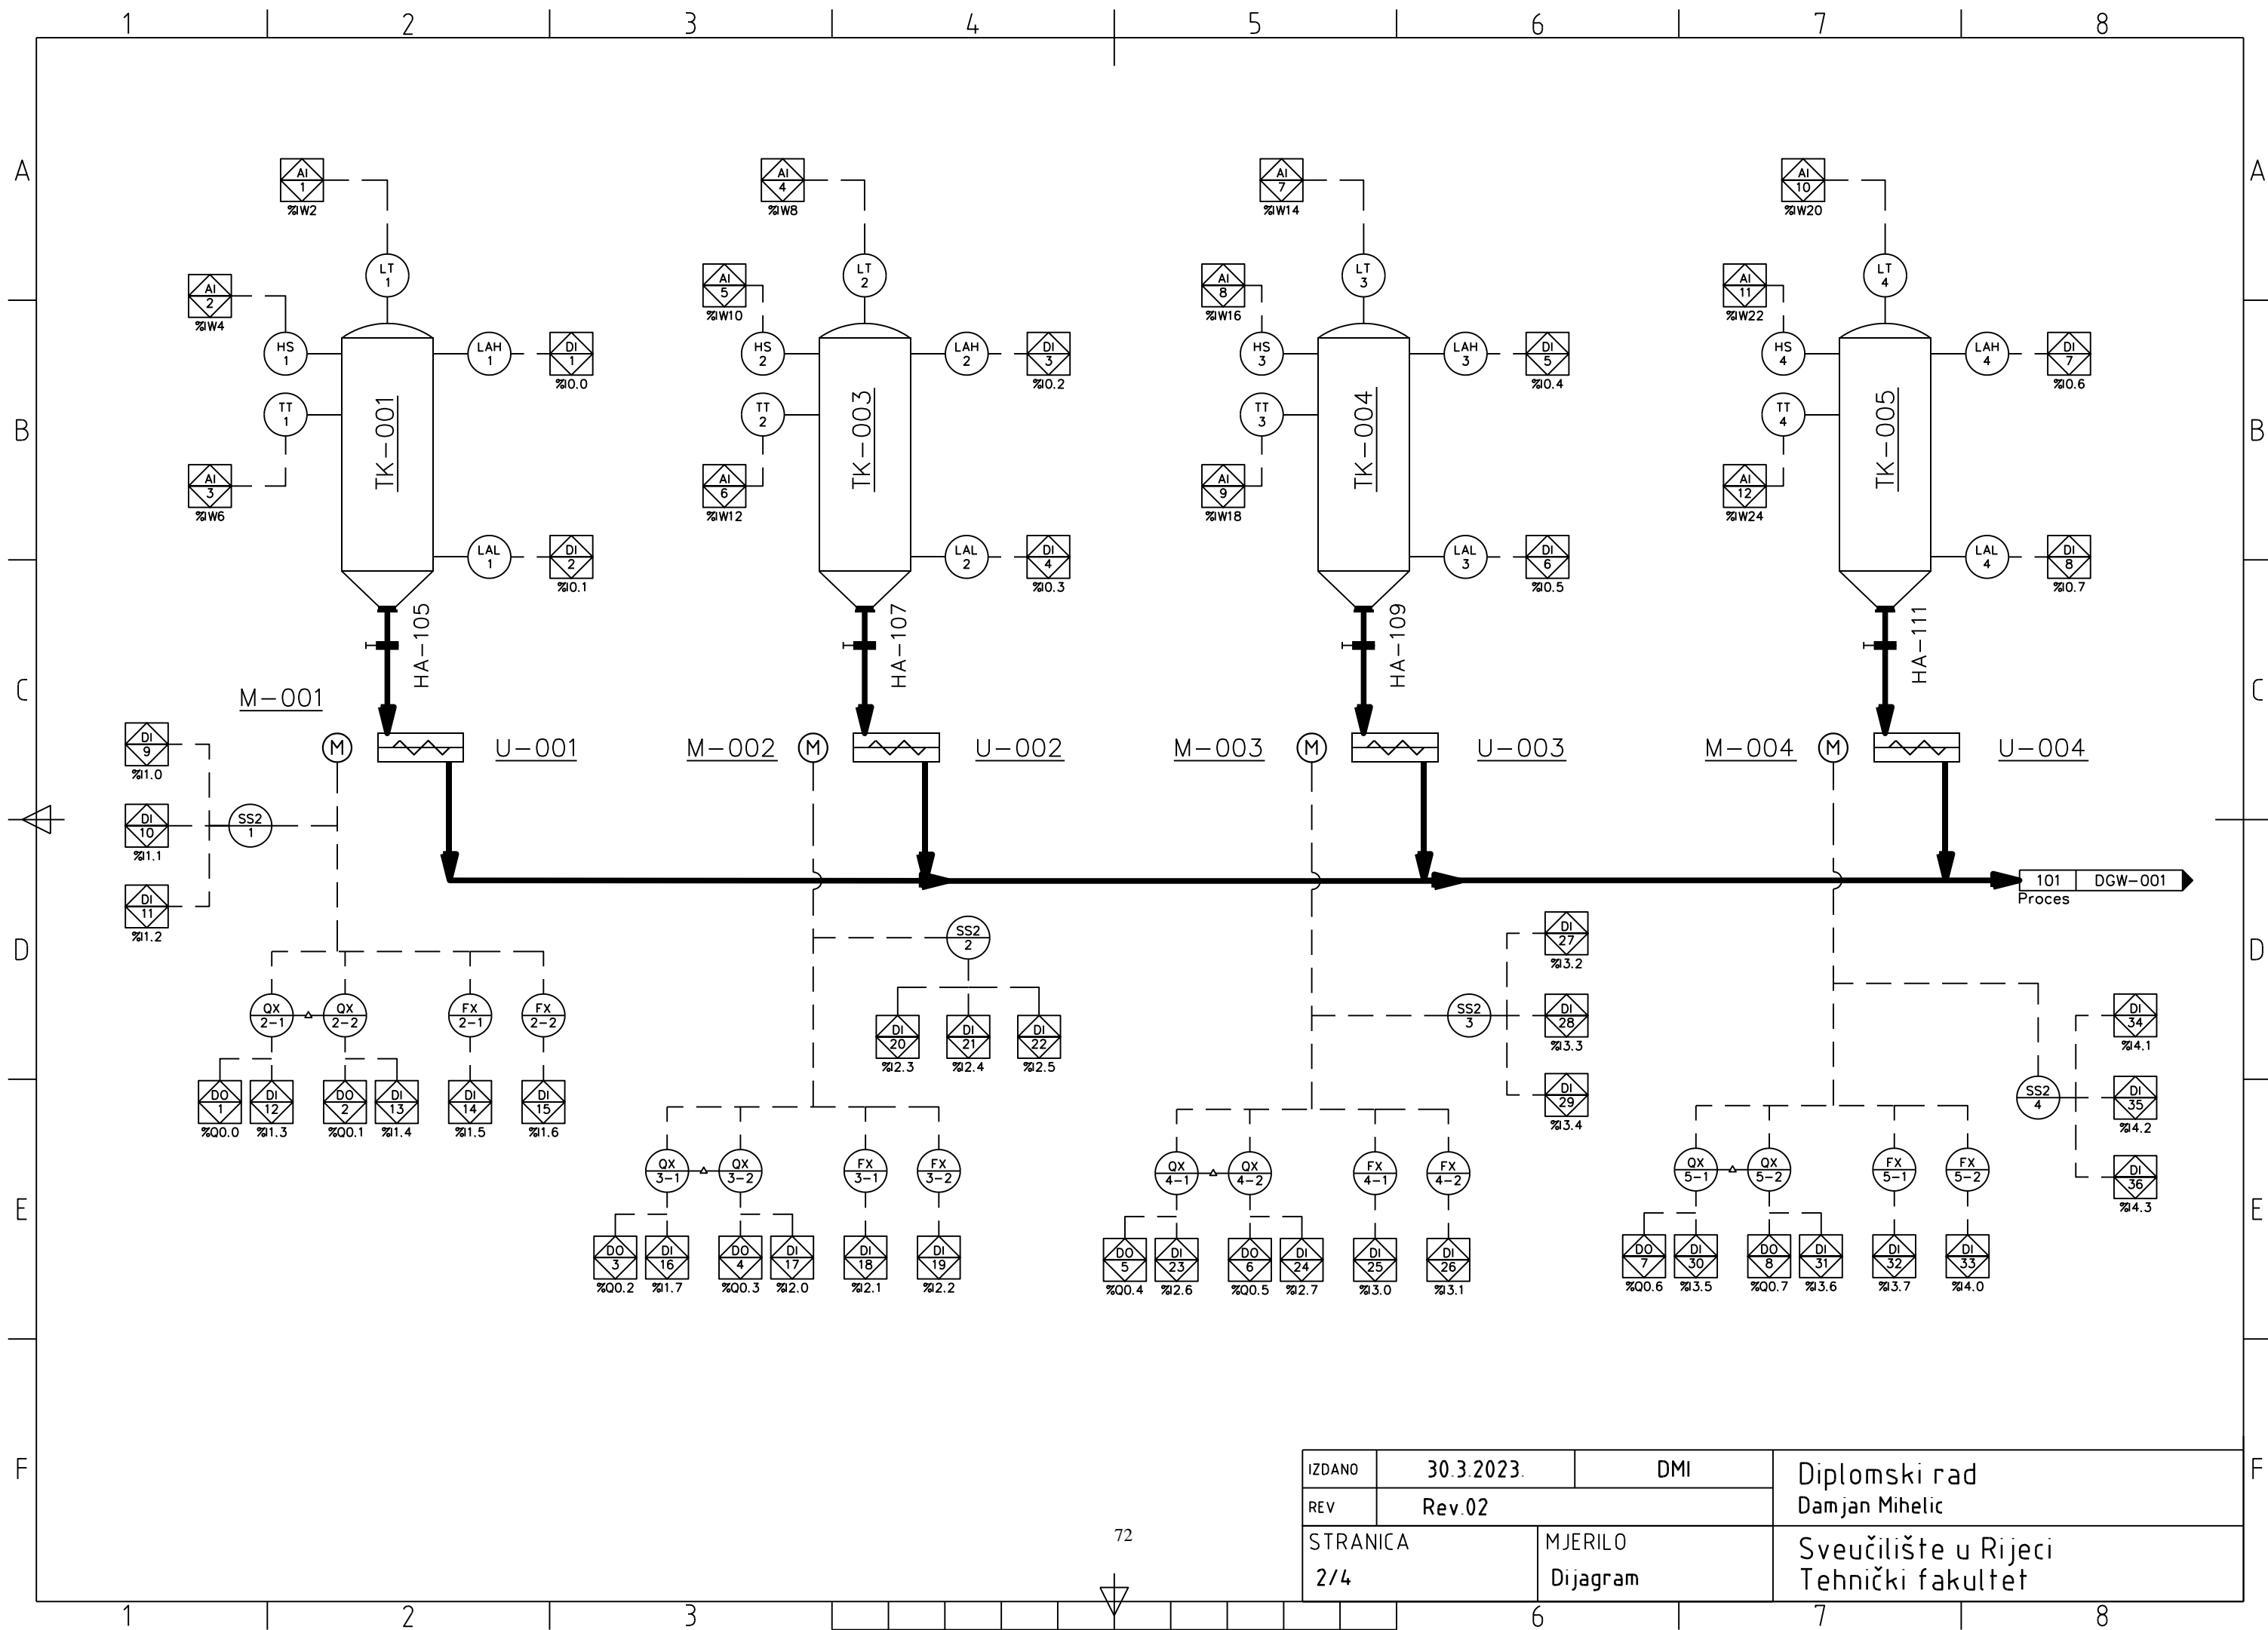 1 2 3 4 5 6 7 8
A A
AI 1 %IW2
AI 4 %IW8
AI 7 %IW14
AI 10 %IW20
LT 1
LT 2
LT 3
LT 4
AI 2 %IW4
AI 5 %IW10
AI 8 %IW16
AI 11 %IW22
HS 1
LAH 1
DI 1 %I0.0
HS 2
LAH 2
DI 3 %I0.2
HS 3
LAH 3
DI 5 %I0.4
HS 4
LAH 4
DI 7 %I0.6
B B
TT 1
TK-001
TT 2
TK-003
TT 3
TK-004
TT 4
TK-005
AI 3 %IW6
AI 6 %IW12
AI 9 %IW18
AI 12 %IW24
LAL 1
DI 2 %I0.1
LAL 2
DI 4 %I0.3
LAL 3
DI 6 %I0.5
LAL 4
DI 8 %I0.7
HA-105
HA-107
HA-109
HA-111
C C
M-001
M
U-001
M-002
M
U-002
M-003
M
U-003
M-004
M
U-004
DI 9 %I1.0
DI 10 %I1.1
DI 11 %I1.2
SS2 1
101 DGW-001
Proces
D D
SS2 2
DI 20 %I2.3
DI 21 %I2.4
DI 22 %I2.5
DI 27 %I3.2
SS2 3
DI 28 %I3.3
DI 29 %I3.4
DI 34 %I4.1
SS2 4
DI 35 %I4.2
DI 36 %I4.3
QX 2-1
QX 2-2
FX 2-1
FX 2-2
DO 1 %Q0.0
DI 12 %I1.3
DO 2 %Q0.1
DI 13 %I1.4
DI 14 %I1.5
DI 15 %I1.6
E E
QX 3-1
QX 3-2
FX 3-1
FX 3-2
DO 3 %Q0.2
DI 16 %I1.7
DO 4 %Q0.3
DI 17 %I2.0
DI 18 %I2.1
DI 19 %I2.2
QX 4-1
QX 4-2
FX 4-1
FX 4-2
DO 5 %Q0.4
DI 23 %I2.6
DO 6 %Q0.5
DI 24 %I2.7
DI 25 %I3.0
DI 26 %I3.1
QX 5-1
QX 5-2
FX 5-1
FX 5-2
DO 7 %Q0.6
DI 30 %I3.5
DO 8 %Q0.7
DI 31 %I3.6
DI 32 %I3.7
DI 33 %I4.0
F F
IZDANO 30.3.2023. DMI
REV Rev.02
Diplomski rad
Damjan Mihelic
STRANICA
2/4
MJERILO
Dijagram
Sveučilište u Rijeci
Tehnički fakultet
72
1 2 3 6 7 8